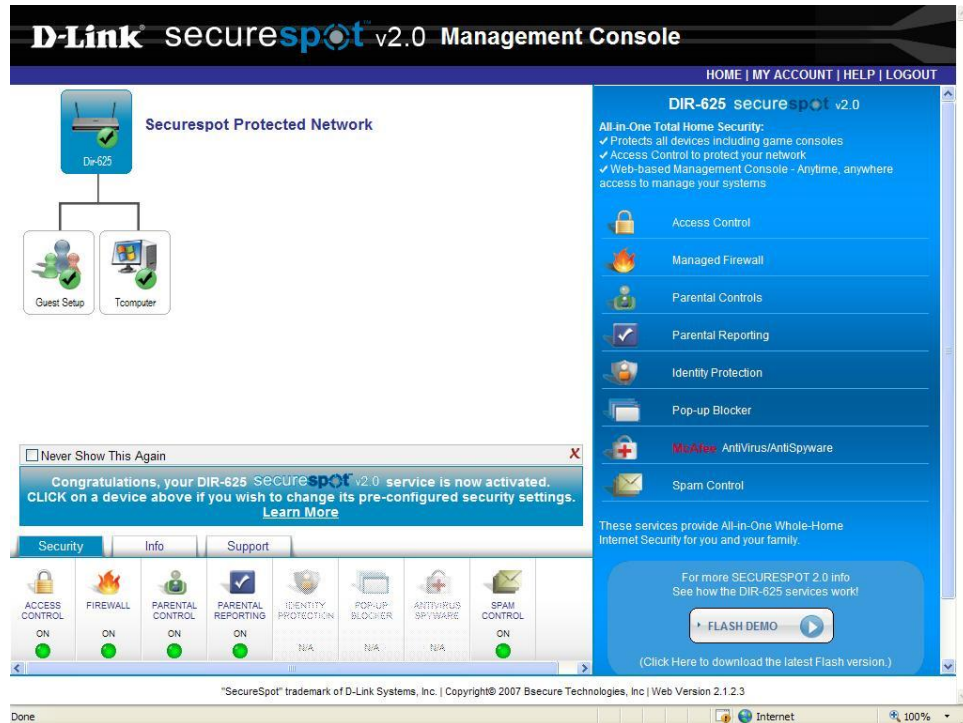 D-Link securespot v2.0 Management Console
HOME | MY ACCOUNT | HELP | LOGOUT
Dir-625
Securespot Protected Network
Guest Setup
Tcomputer
Never Show This Again
X
Congratulations, your DIR-625 securespot v2.0 service is now activated.
CLICK on a device above if you wish to change its pre-configured security settings.
Learn More
Security
Info
Support
ACCESS CONTROL
ON
FIREWALL
ON
PARENTAL CONTROL
ON
PARENTAL REPORTING
ON
IDENTITY PROTECTION
N/A
POP-UP BLOCKER
N/A
ANTIVIRUS SPYWARE
N/A
SPAM CONTROL
ON
DIR-625 securespot v2.0
All-in-One Total Home Security:
✓ Protects all devices including game consoles
✓ Access Control to protect your network
✓ Web-based Management Console - Anytime, anywhere
access to manage your systems
Access Control
Managed Firewall
Parental Controls
Parental Reporting
Identity Protection
Pop-up Blocker
McAfee AntiVirus/AntiSpyware
Spam Control
These services provide All-in-One Whole-Home
Internet Security for you and your family.
For more SECURESPOT 2.0 info
See how the DIR-625 services work!
FLASH DEMO
(Click Here to download the latest Flash version.)
"SecureSpot" trademark of D-Link Systems, Inc. | Copyright® 2007 Bsecure Technologies, Inc | Web Version 2.1.2.3
Done
Internet
100%